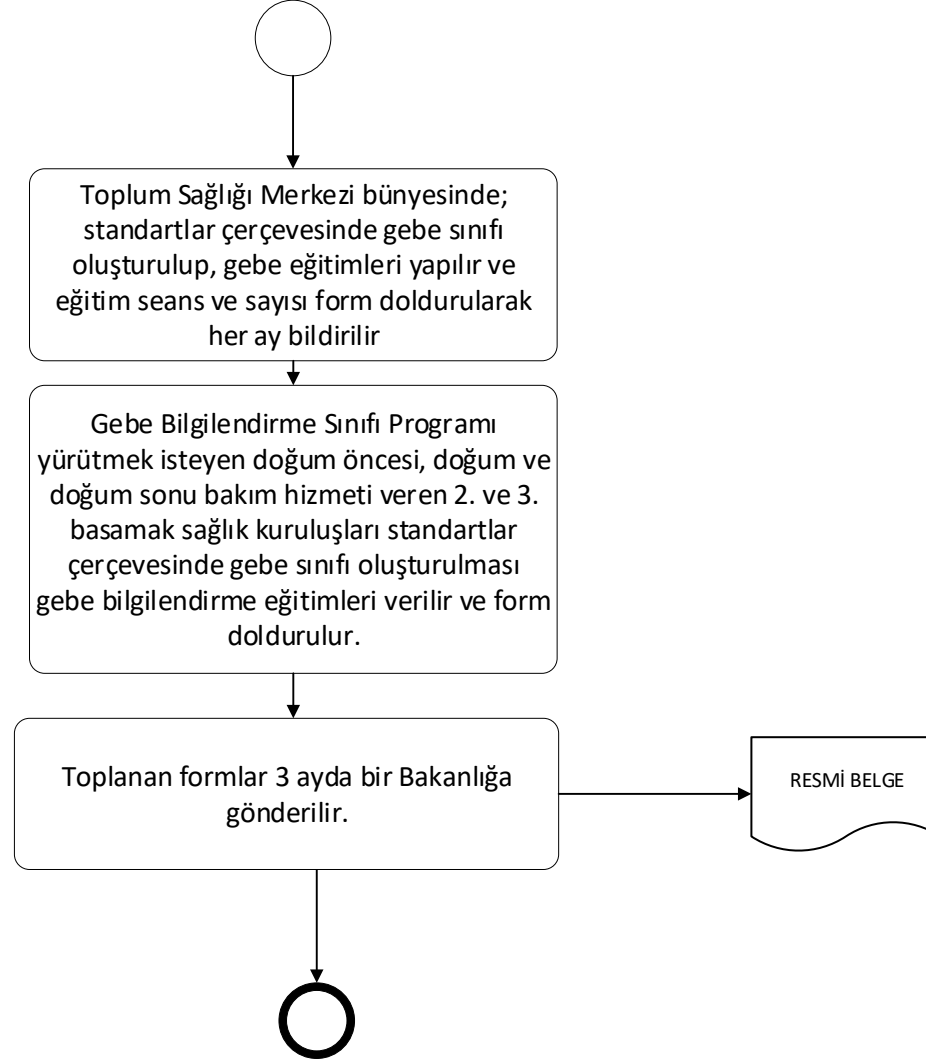 Toplum Sağlığı Merkezi bünyesinde;
standartlar çerçevesinde gebe sınıfı
oluşturulup, gebe eğitimleri yapılır ve
eğitim seans ve sayısı form doldurularak
her ay bildirilir
Gebe Bilgilendirme Sınıfı Programı
yürütmek isteyen doğum öncesi, doğum ve
doğum sonu bakım hizmeti veren 2. ve 3.
basamak sağlık kuruluşları standartlar
çerçevesinde gebe sınıfı oluşturulması
gebe bilgilendirme eğitimleri verilir ve form
doldurulur.
Toplanan formlar 3 ayda bir Bakanlığa
gönderilir.
RESMİ BELGE